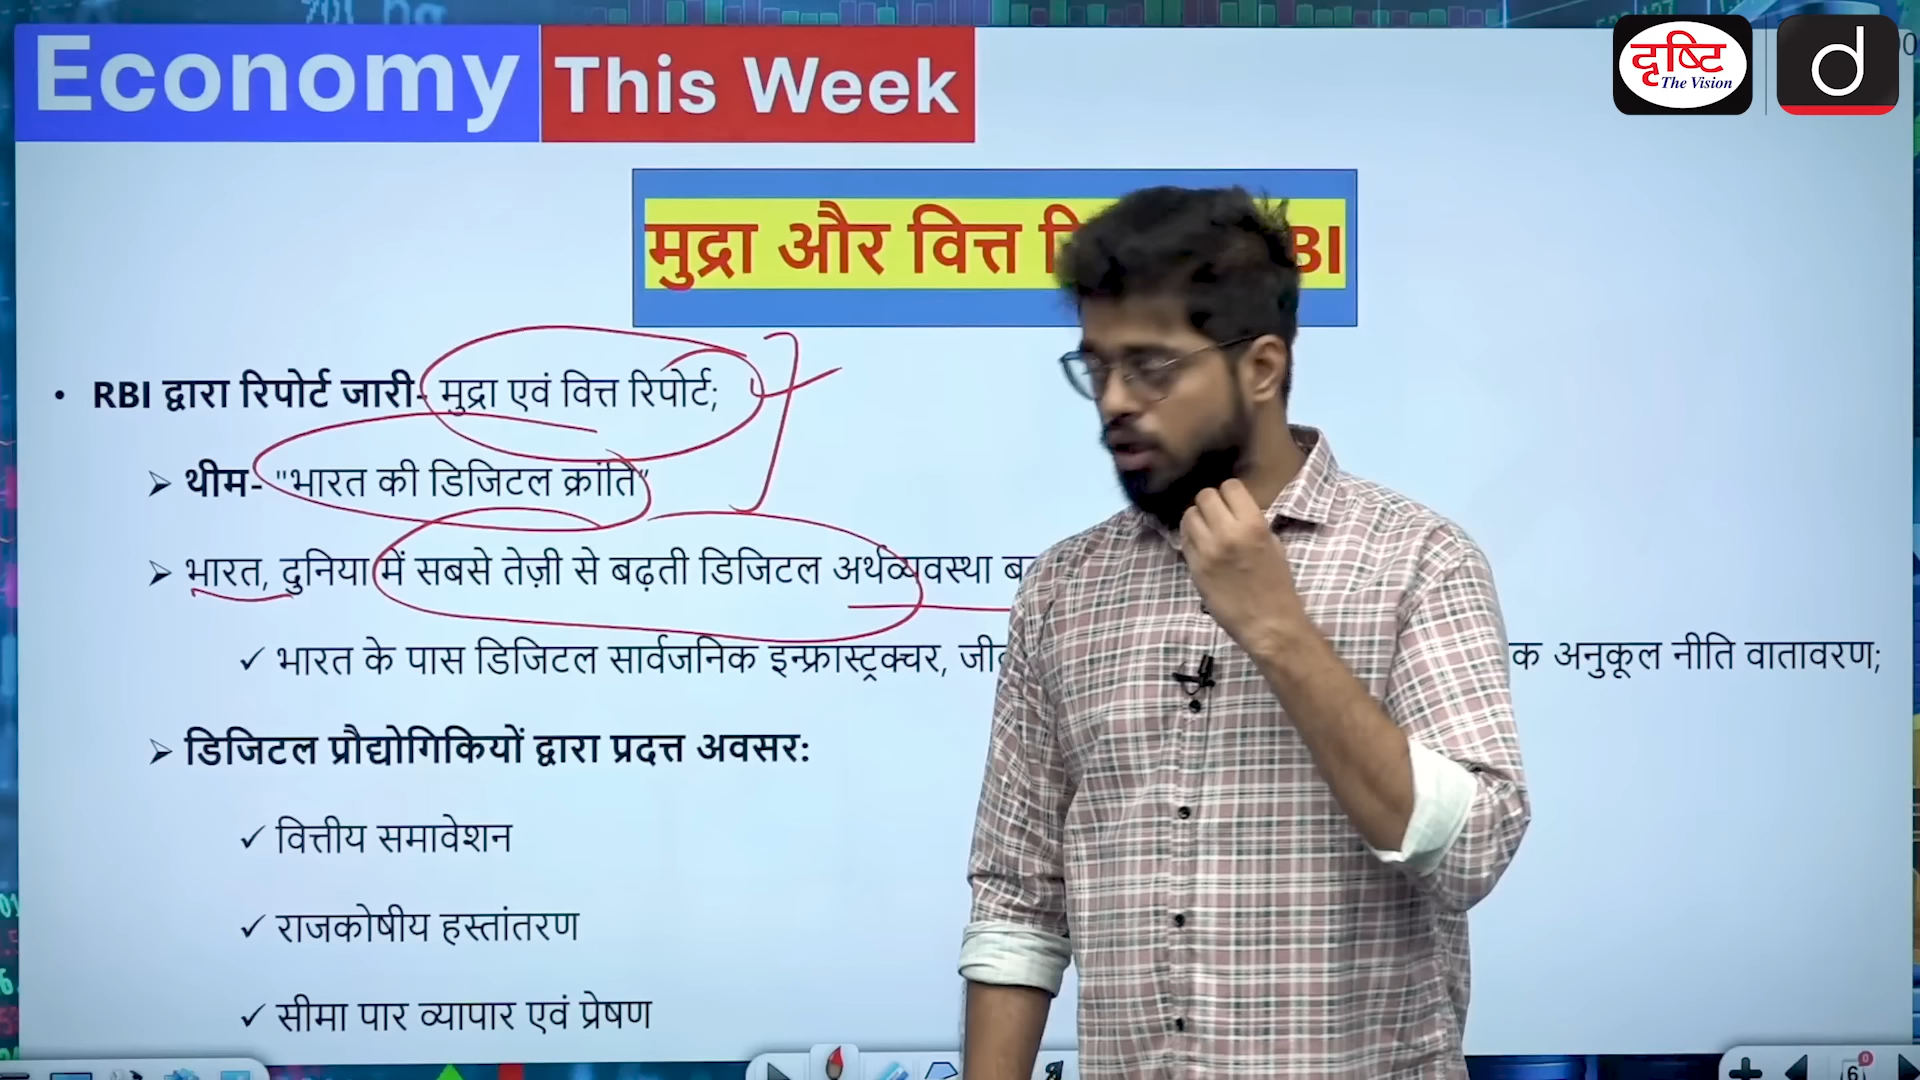 Economy This Week
दृष्टि
The Vision
d
मुद्रा और वित्त BI
• RBI द्वारा रिपोर्ट जारी- मुद्रा एवं वित्त रिपोर्ट;
➢ थीम- "भारत की डिजिटल क्रांति"
➢ भारत, दुनिया में सबसे तेज़ी से बढ़ती डिजिटल अर्थव्यवस्था
✓ भारत के पास डिजिटल सार्वजनिक इन्फ्रास्ट्रक्चर, क अनुकूल नीति वातावरण;
➢ डिजिटल प्रौद्योगिकियों द्वारा प्रदत्त अवसर:
✓ वित्तीय समावेशन
✓ राजकोषीय हस्तांतरण
✓ सीमा पार व्यापार एवं प्रेषण
6